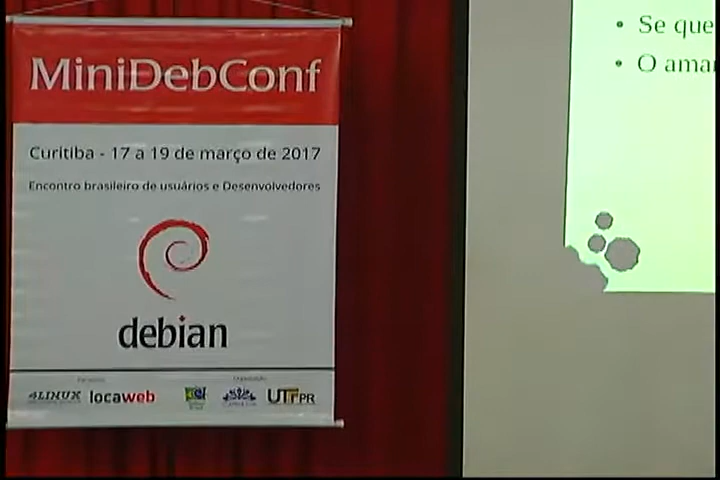 MiniDebConf
Curitiba - 17 a 19 de março de 2017
Encontro brasileiro de usuários e Desenvolvedores
debian
4LINUX
locaweb
UTFPR
• Se que
• O ama